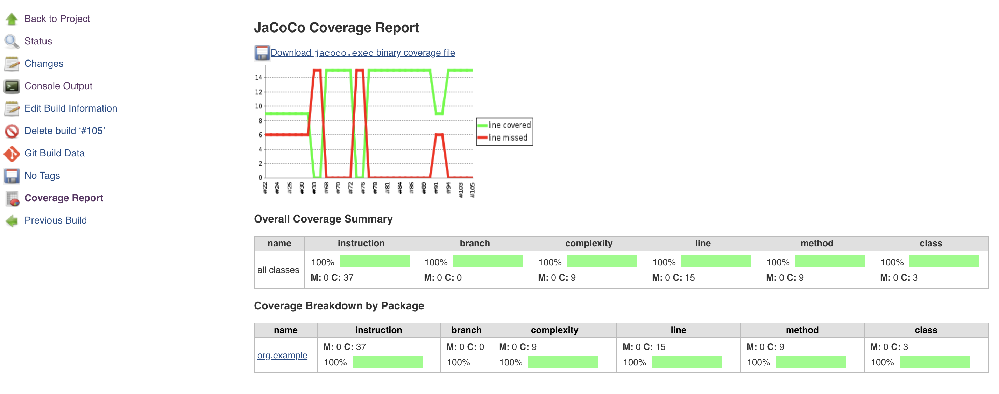 Back to Project
Status
Changes
Console Output
Edit Build Information
Delete build ‘#105’
Git Build Data
No Tags
Coverage Report
Previous Build
JaCoCo Coverage Report
Download jacoco.exec binary coverage file
14
12
10
8
6
4
2
0
#22 #24 #26 #30 #33 #68 #70 #72 #76 #78 #81 #84 #86 #89 #91 #94 #103 #105
line covered
line missed
Overall Coverage Summary
name instruction branch complexity line method class
all classes
100% 100% 100% 100% 100% 100%
M: 0 C: 37 M: 0 C: 0 M: 0 C: 9 M: 0 C: 15 M: 0 C: 9 M: 0 C: 3
Coverage Breakdown by Package
name instruction branch complexity line method class
org.example
M: 0 C: 37 M: 0 C: 0 M: 0 C: 9 M: 0 C: 15 M: 0 C: 9 M: 0 C: 3
100% 100% 100% 100% 100% 100%